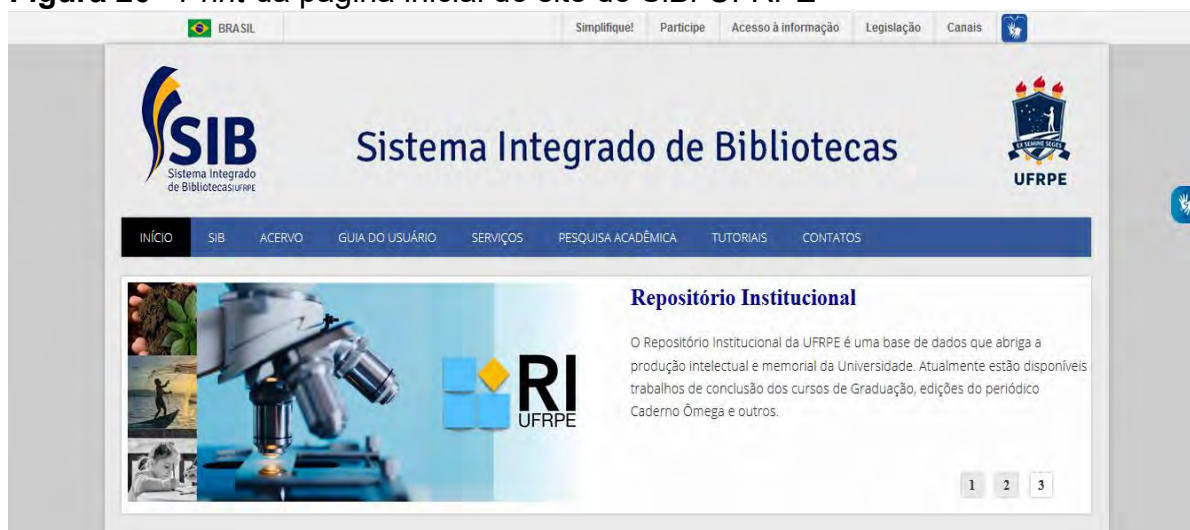 BRASIL
Simplifique!
Participe
Acesso à informação
Legislação
Canais
SIB
Sistema Integrado
de Bibliotecas|UFRPE
Sistema Integrado de Bibliotecas
EX SEMINE SEGES
UFRPE
INÍCIO
SIB
ACERVO
GUIA DO USUÁRIO
SERVIÇOS
PESQUISA ACADÊMICA
TUTORIAIS
CONTATOS
RI
UFRPE
Repositório Institucional
O Repositório Institucional da UFRPE é uma base de dados que abriga a
produção intelectual e memorial da Universidade. Atualmente estão disponíveis
trabalhos de conclusão dos cursos de Graduação, edições do periódico
Caderno Ômega e outros.
1
2
3